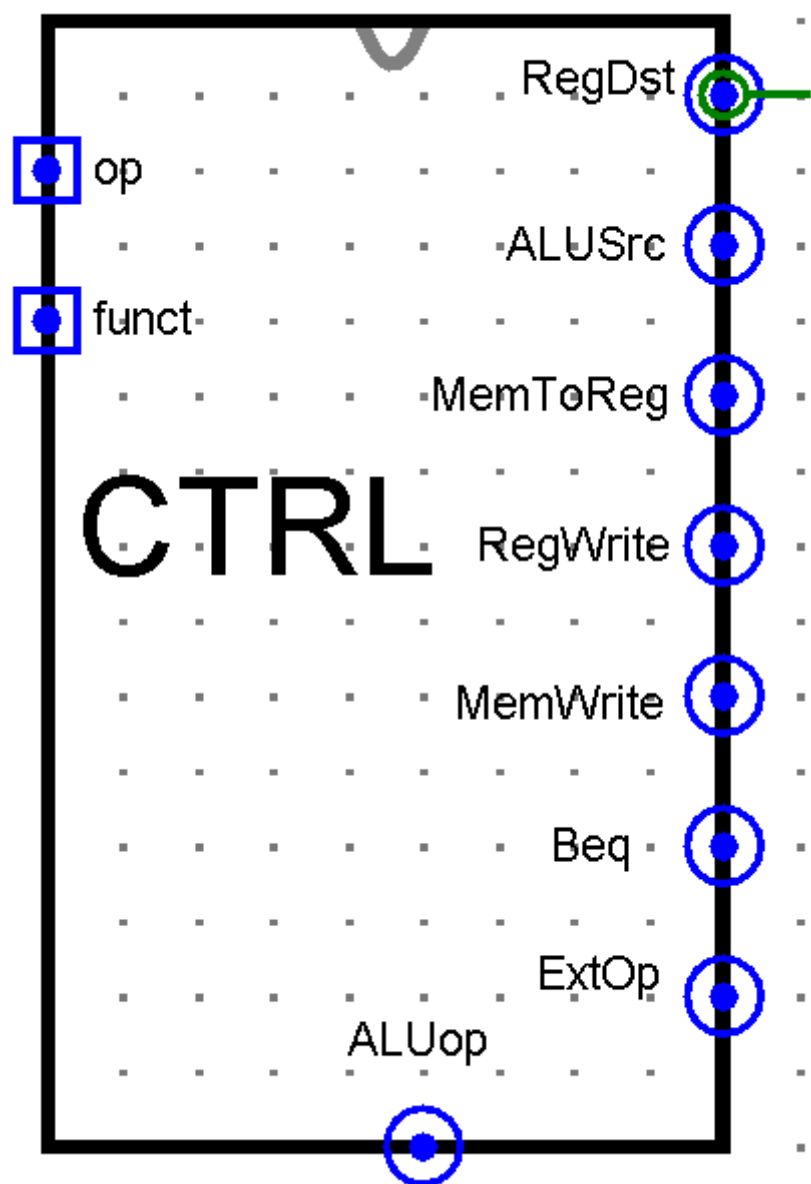 RegDst
op
ALUSrc
funct
MemToReg
CTRL
RegWrite
MemWrite
Beq
ExtOp
ALUop